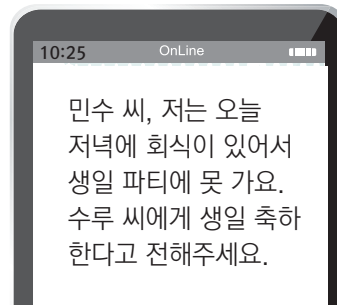 10:25 OnLine
민수 씨, 저는 오늘
저녁에 회식이 있어서
생일 파티에 못 가요.
수루 씨에게 생일 축하
한다고 전해주세요.